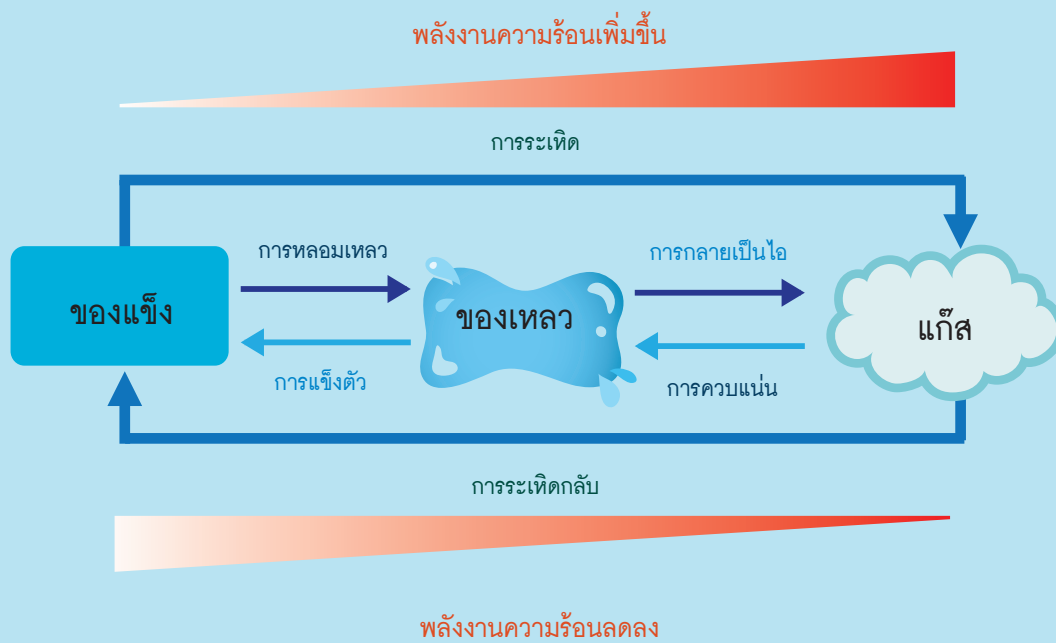 พลังงานความร้อนเพิ่มขึ้น
การระเหิด
การหลอมเหลว
การกลายเป็นไอ
ของแข็ง
ของเหลว
แก๊ส
การแข็งตัว
การควบแน่น
การระเหิดกลับ
พลังงานความร้อนลดลง